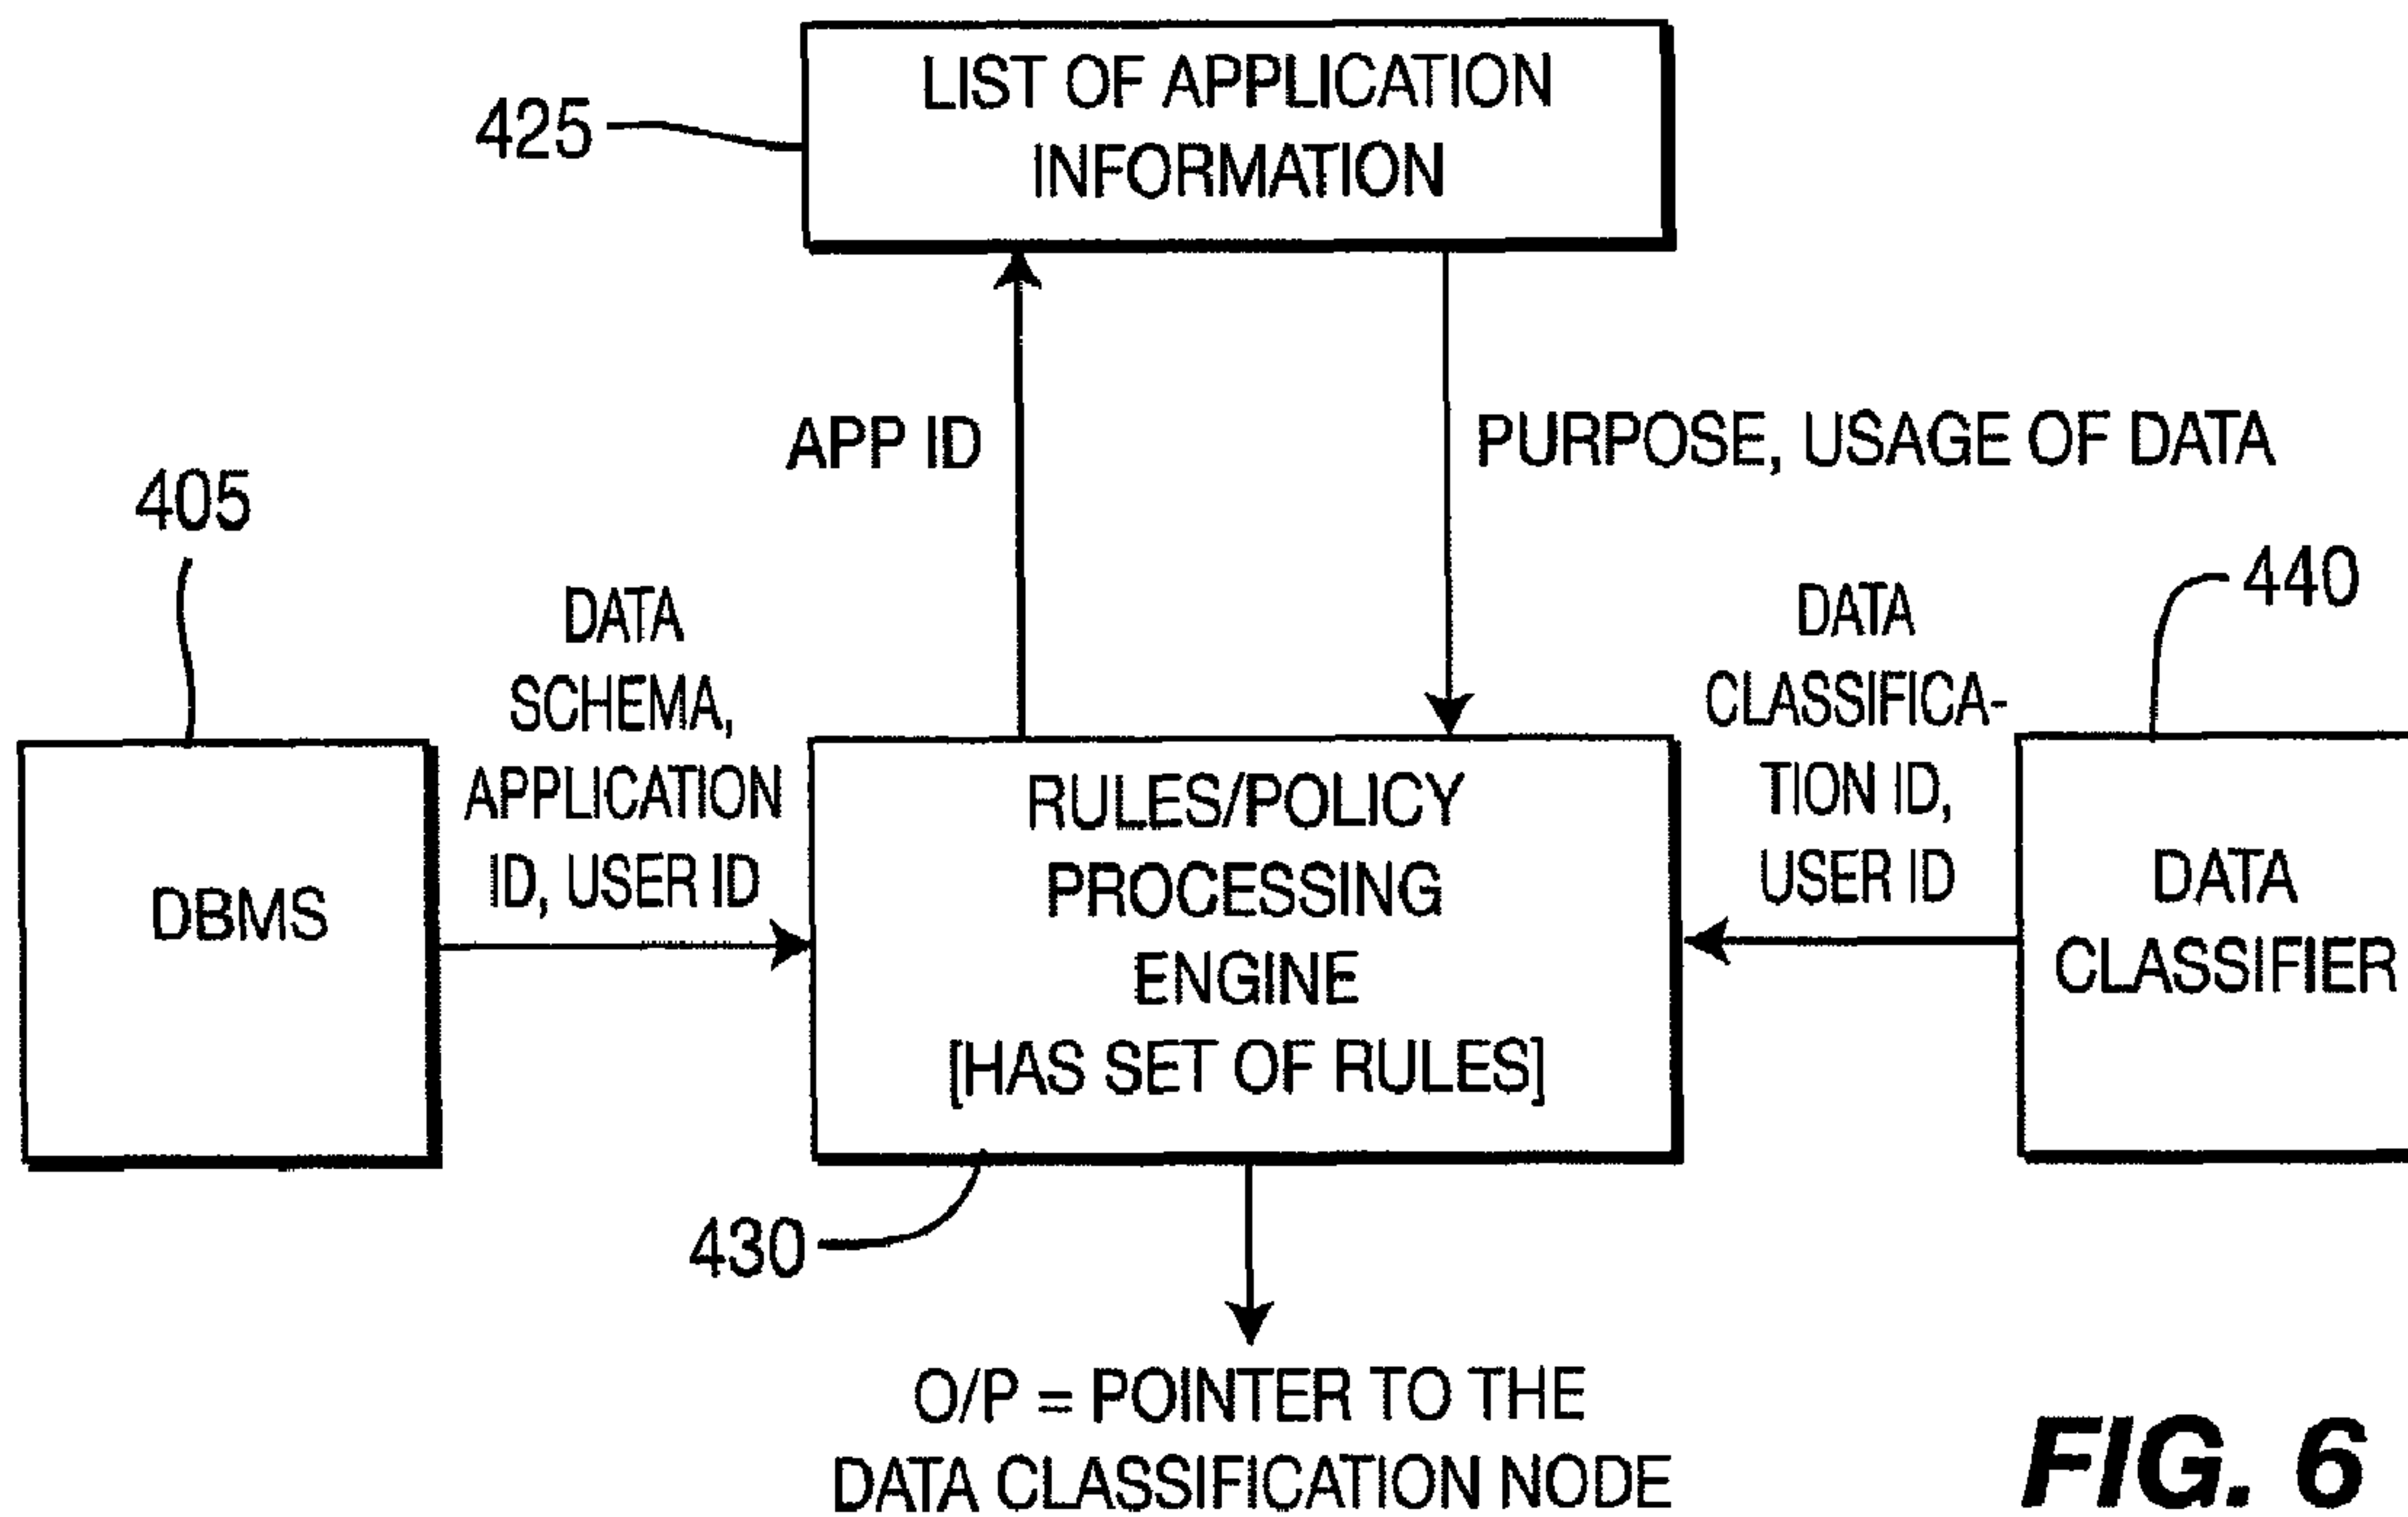 LIST OF APPLICATION
INFORMATION
425
APP ID
PURPOSE, USAGE OF DATA
405
DATA
SCHEMA,
APPLICATION
ID, USER ID
DATA
CLASSIFICA-
TION ID,
USER ID
440
DBMS
RULES/POLICY
PROCESSING
ENGINE
[HAS SET OF RULES]
DATA
CLASSIFIER
430
O/P = POINTER TO THE
DATA CLASSIFICATION NODE
FIG. 6